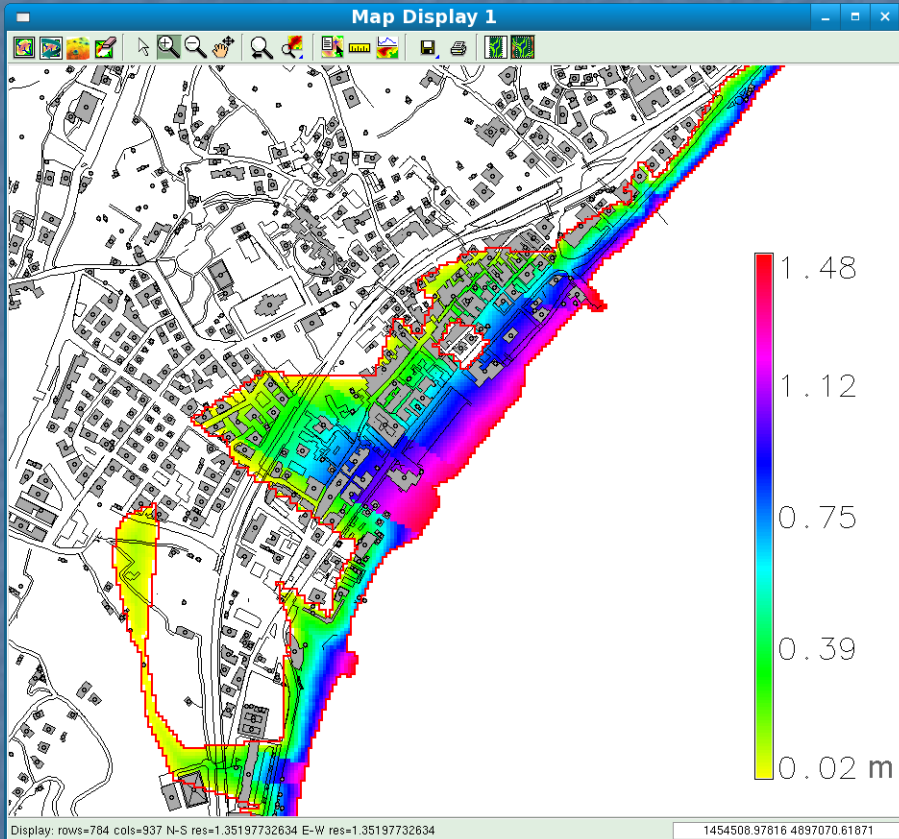 Map Display 1
1.48
1.12
0.75
0.39
0.02 m
Display: rows=784 cols=937 N-S res=1.35197732634 E-W res=1.35197732634
1454508.97816 4897070.61871